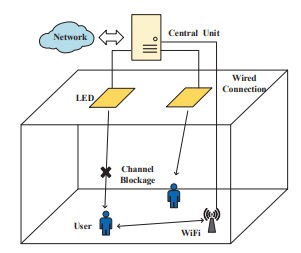 Central Unit
Network
Wired
Connection
LED
Channel
Blockage
User
WiFi